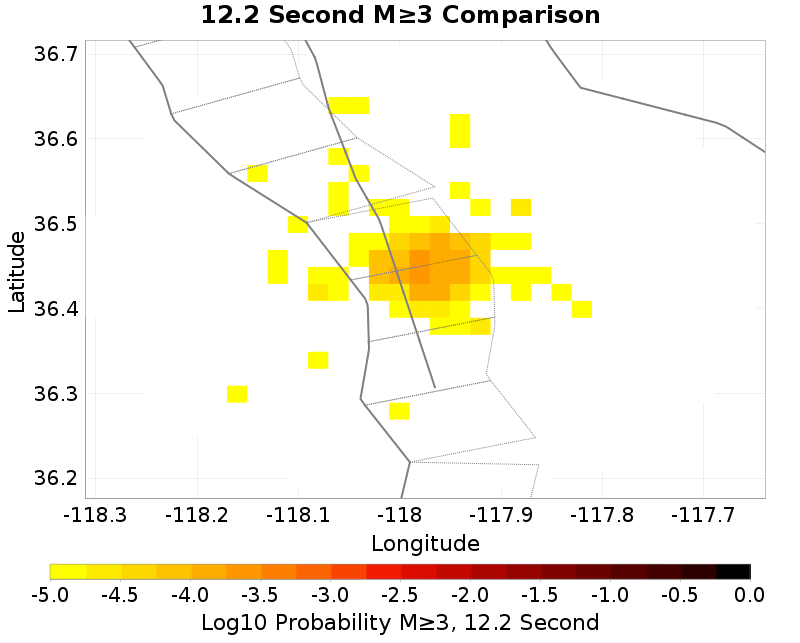 12.2 Second M≥3 Comparison
36.7
36.6
36.5
36.4
36.3
36.2
Latitude
-118.3 -118.2 -118.1 -118 -117.9 -117.8 -117.7
Longitude
-5.0 -4.5 -4.0 -3.5 -3.0 -2.5 -2.0 -1.5 -1.0 -0.5 0.0
Log10 Probability M≥3, 12.2 Second